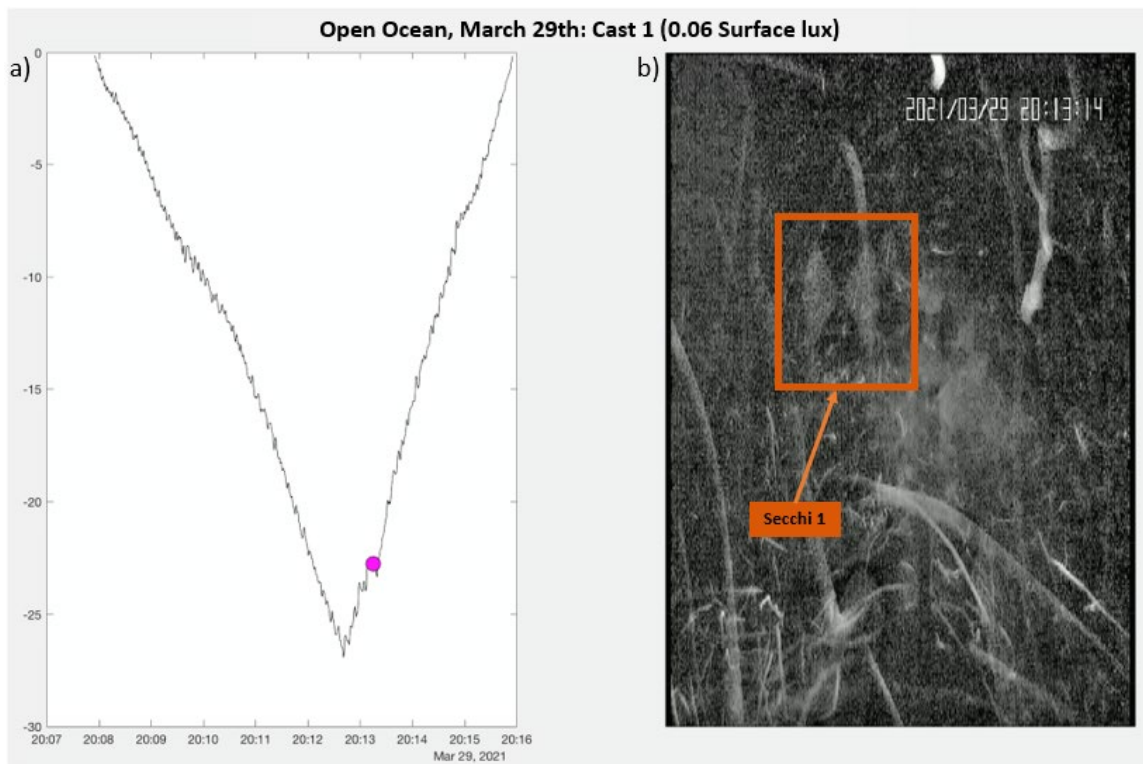 Open Ocean, March 29th: Cast 1 (0.06 Surface lux)
a)
0
-5
-10
-15
-20
-25
-30
20:07 20:08 20:09 20:10 20:11 20:12 20:13 20:14 20:15 20:16
Mar 29, 2021
b)
2021/03/29 20:13:14
Secchi 1